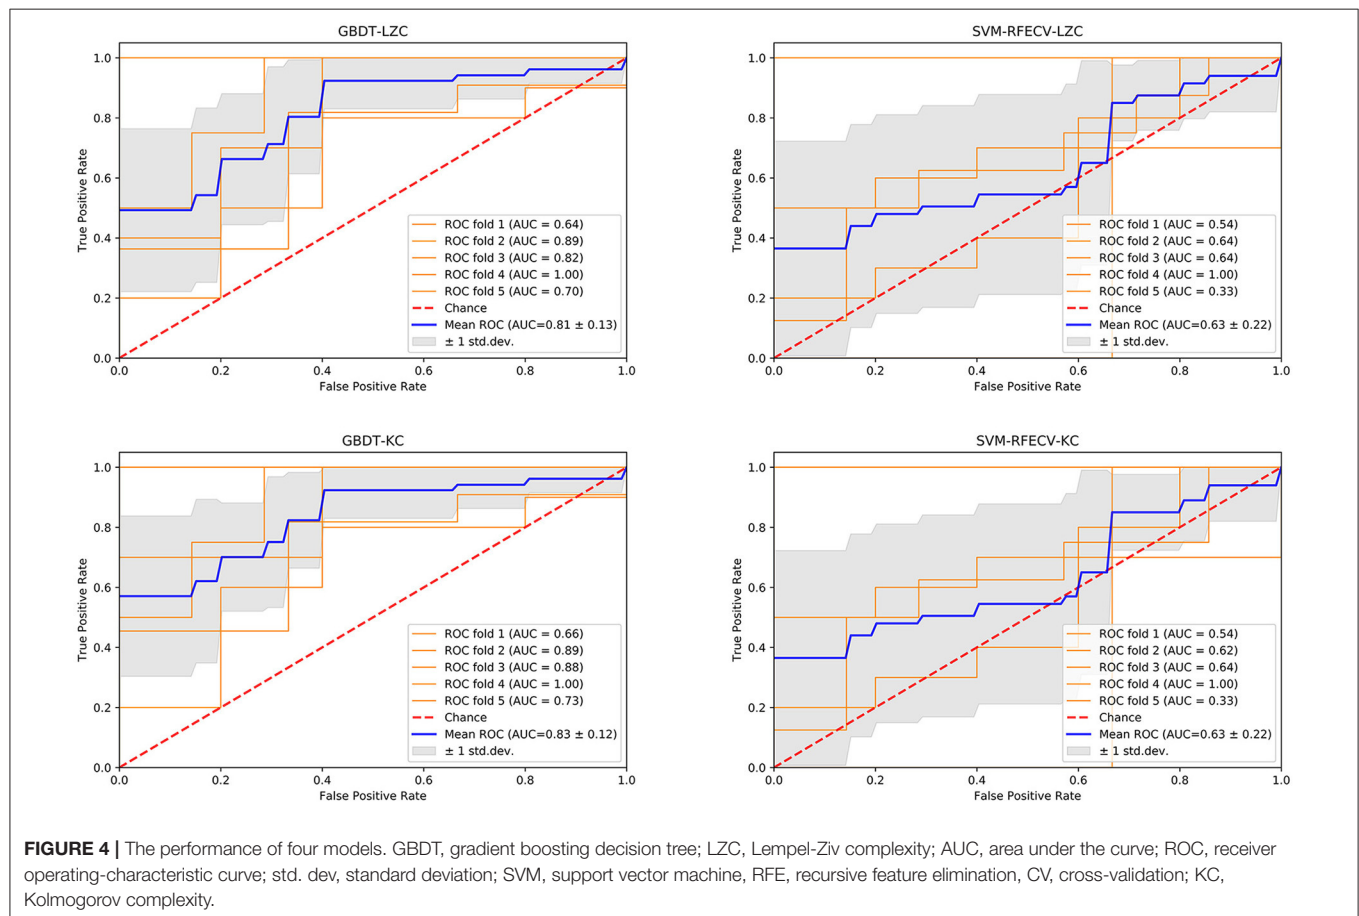 GBDT-LZC
1.0
0.8
0.6
0.4
0.2
0.0
True Positive Rate
ROC fold 1 (AUC = 0.64)
ROC fold 2 (AUC = 0.89)
ROC fold 3 (AUC = 0.82)
ROC fold 4 (AUC = 1.00)
ROC fold 5 (AUC = 0.70)
Chance
Mean ROC (AUC=0.81 ± 0.13)
± 1 std.dev.
0.0 0.2 0.4 0.6 0.8 1.0
False Positive Rate
SVM-RFECV-LZC
1.0
0.8
0.6
0.4
0.2
0.0
True Positive Rate
ROC fold 1 (AUC = 0.54)
ROC fold 2 (AUC = 0.64)
ROC fold 3 (AUC = 0.64)
ROC fold 4 (AUC = 1.00)
ROC fold 5 (AUC = 0.33)
Chance
Mean ROC (AUC=0.63 ± 0.22)
± 1 std.dev.
0.0 0.2 0.4 0.6 0.8 1.0
False Positive Rate
GBDT-KC
1.0
0.8
0.6
0.4
0.2
0.0
True Positive Rate
ROC fold 1 (AUC = 0.66)
ROC fold 2 (AUC = 0.89)
ROC fold 3 (AUC = 0.88)
ROC fold 4 (AUC = 1.00)
ROC fold 5 (AUC = 0.73)
Chance
Mean ROC (AUC=0.83 ± 0.12)
± 1 std.dev.
0.0 0.2 0.4 0.6 0.8 1.0
False Positive Rate
SVM-RFECV-KC
1.0
0.8
0.6
0.4
0.2
0.0
True Positive Rate
ROC fold 1 (AUC = 0.54)
ROC fold 2 (AUC = 0.62)
ROC fold 3 (AUC = 0.64)
ROC fold 4 (AUC = 1.00)
ROC fold 5 (AUC = 0.33)
Chance
Mean ROC (AUC=0.63 ± 0.22)
± 1 std.dev.
0.0 0.2 0.4 0.6 0.8 1.0
False Positive Rate
FIGURE 4 | The performance of four models. GBDT, gradient boosting decision tree; LZC, Lempel-Ziv complexity; AUC, area under the curve; ROC, receiver
operating-characteristic curve; std. dev, standard deviation; SVM, support vector machine, RFE, recursive feature elimination, CV, cross-validation; KC,
Kolmogorov complexity.